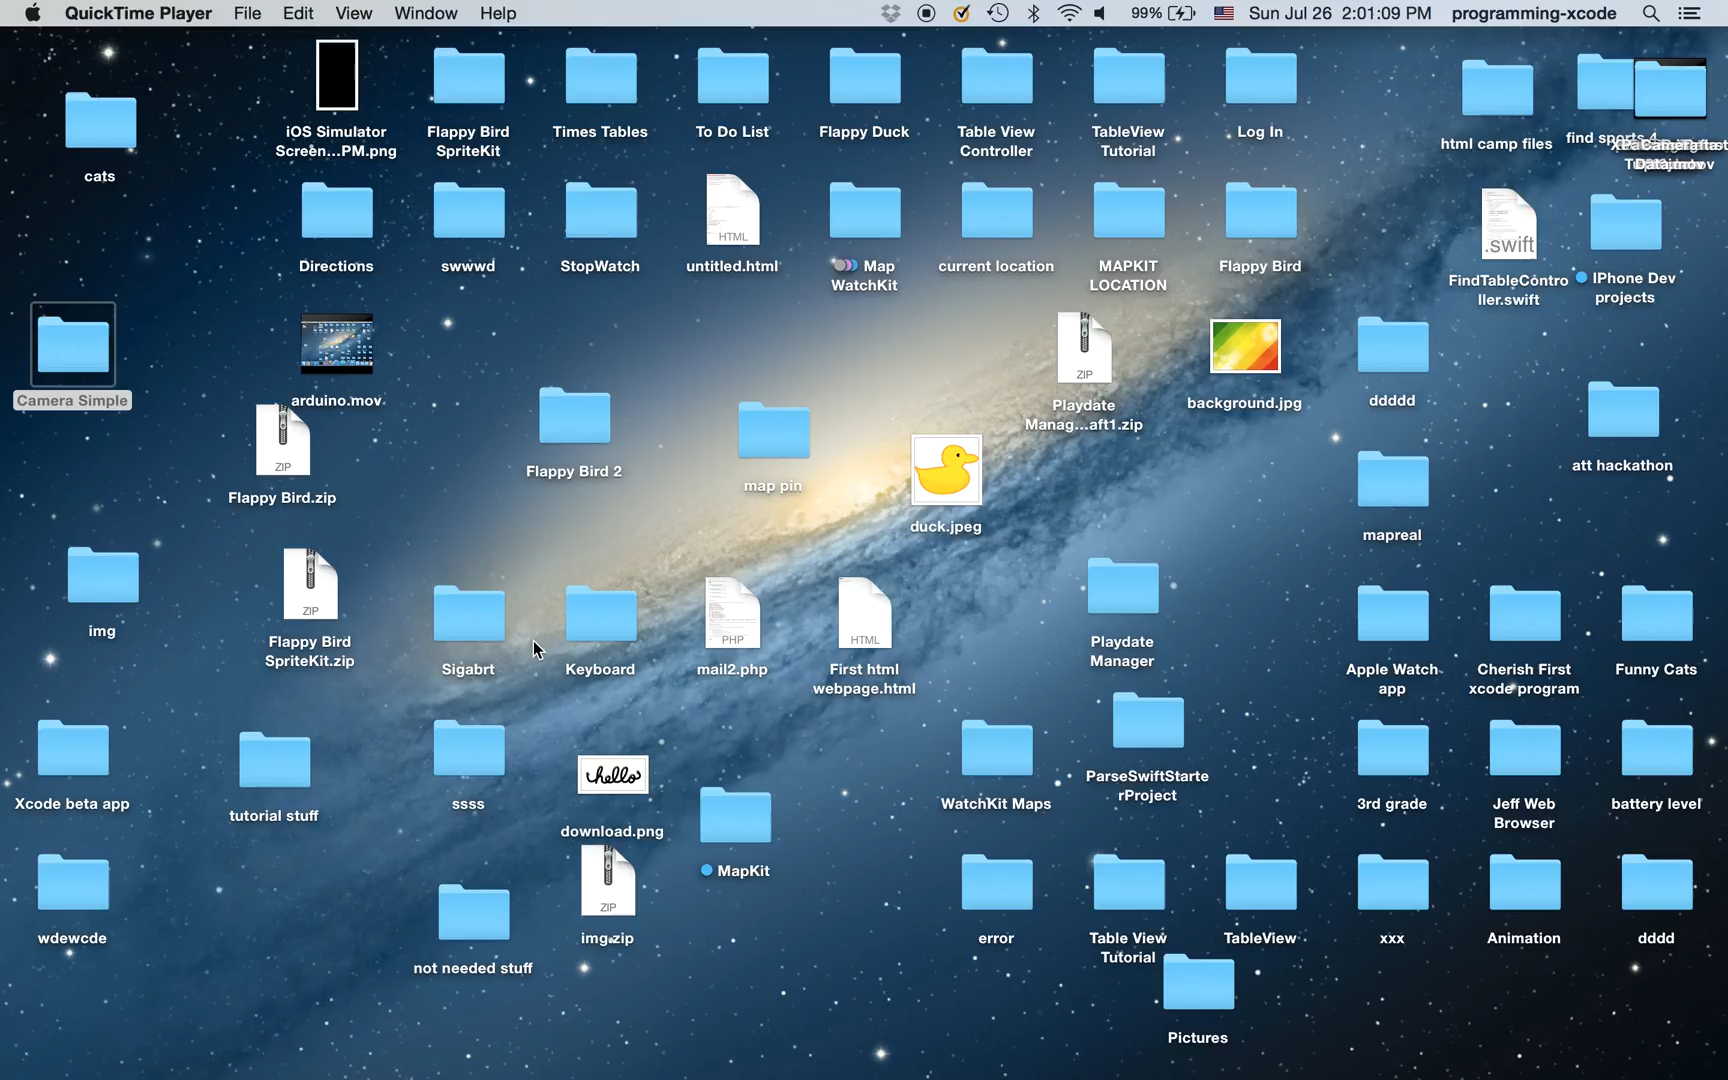 QuickTime Player File Edit View Window Help 99% Sun Jul 26 2:01:09 PM programming-xcode
cats
iOS Simulator
Screen...PM.png
Flappy Bird
SpriteKit
Times Tables
To Do List
Flappy Duck
Table View
Controller
TableView
Tutorial
Log In
html camp files
find sports 4
Directions
swwwd
StopWatch
HTML
untitled.html
Map
WatchKit
current location
MAPKIT
LOCATION
Flappy Bird
.swift
FindTableContro
ller.swift
IPhone Dev
projects
Camera Simple
arduino.mov
ZIP
Flappy Bird.zip
Flappy Bird 2
map pin
duck.jpeg
ZIP
Playdate
Manag...aft1.zip
background.jpg
ddddd
att hackathon
mapreal
img
ZIP
Flappy Bird
SpriteKit.zip
Sigabrt
Keyboard
PHP
mail2.php
HTML
First html
webpage.html
Playdate
Manager
Apple Watch
app
Cherish First
xcode program
Funny Cats
Xcode beta app
tutorial stuff
ssss
hello
download.png
MapKit
WatchKit Maps
ParseSwiftStarte
rProject
3rd grade
Jeff Web
Browser
battery level
wdewcde
not needed stuff
ZIP
img.zip
error
Table View
Tutorial
TableView
xxx
Animation
dddd
Pictures